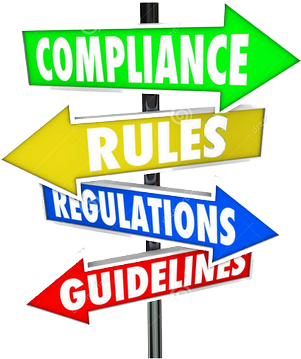 COMPLIANCE
RULES
REGULATIONS
GUIDELINES